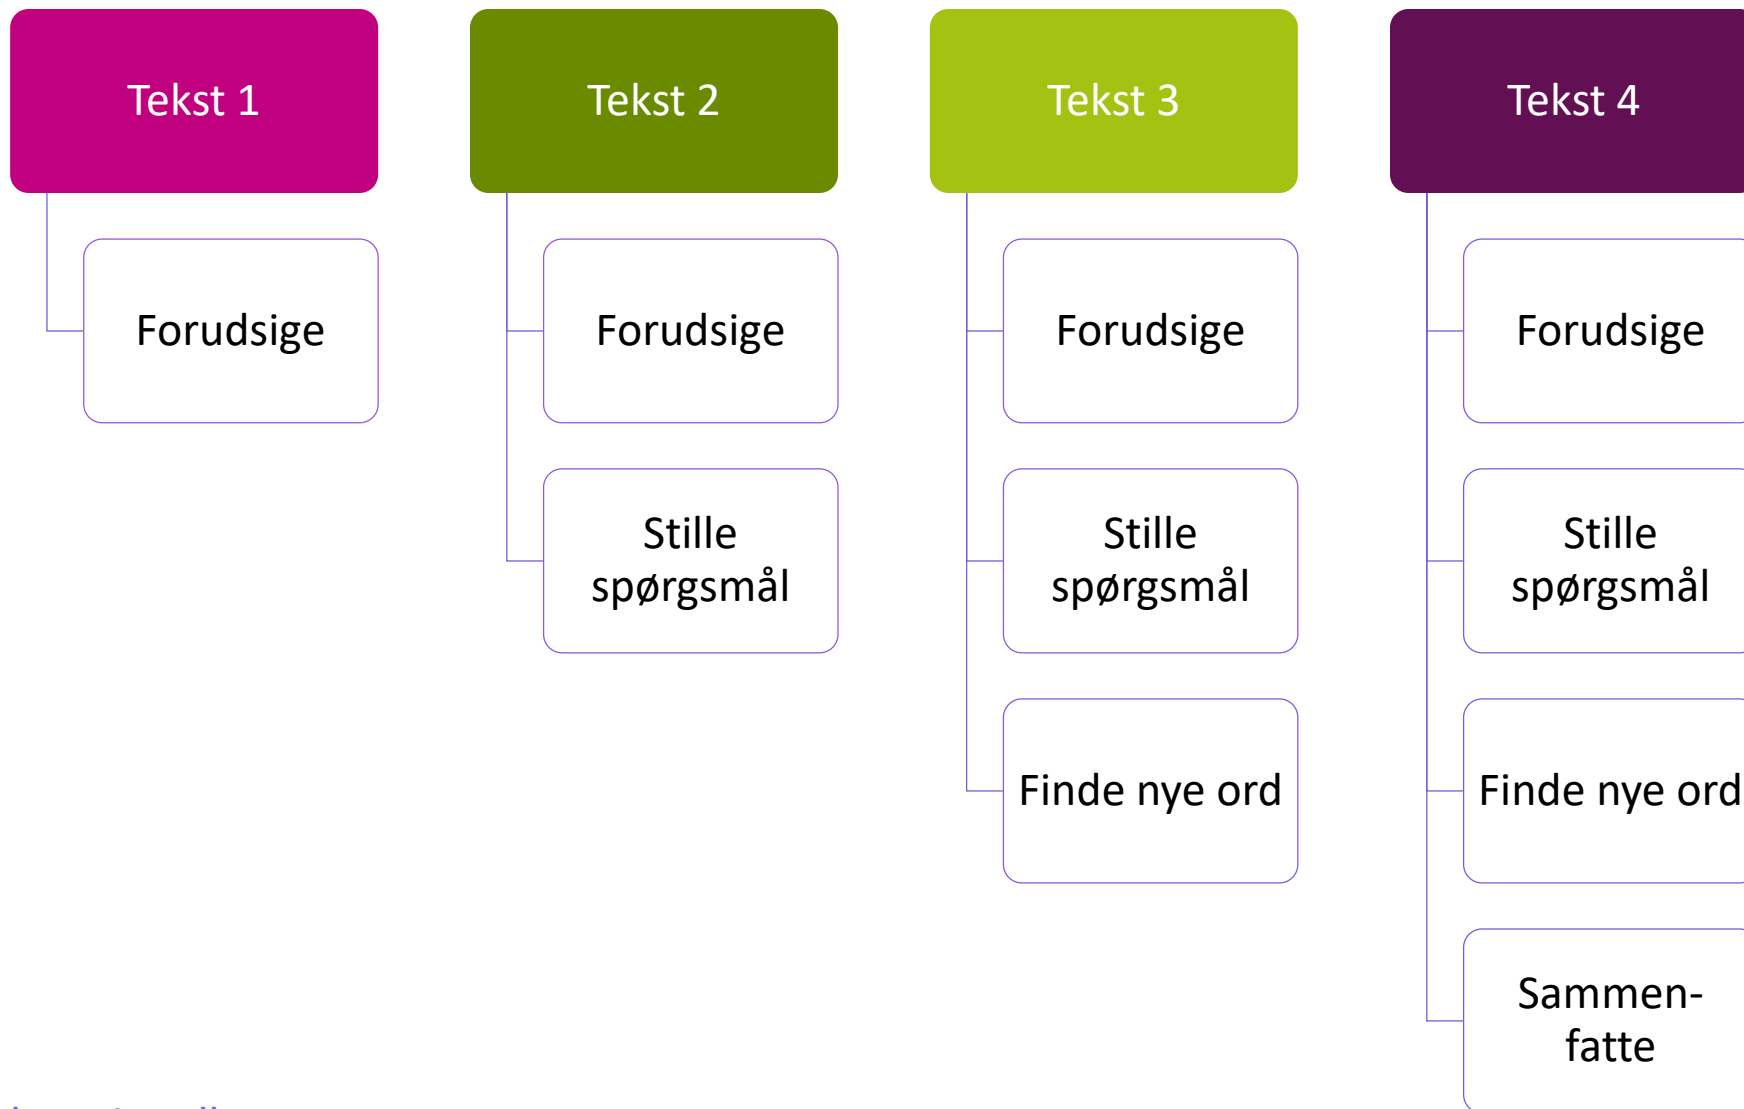 Tekst 1
Forudsige
Tekst 2
Forudsige
Stille
spørgsmål
Tekst 3
Forudsige
Stille
spørgsmål
Finde nye ord
Tekst 4
Forudsige
Stille
spørgsmål
Finde nye ord
Sammen-
fatte